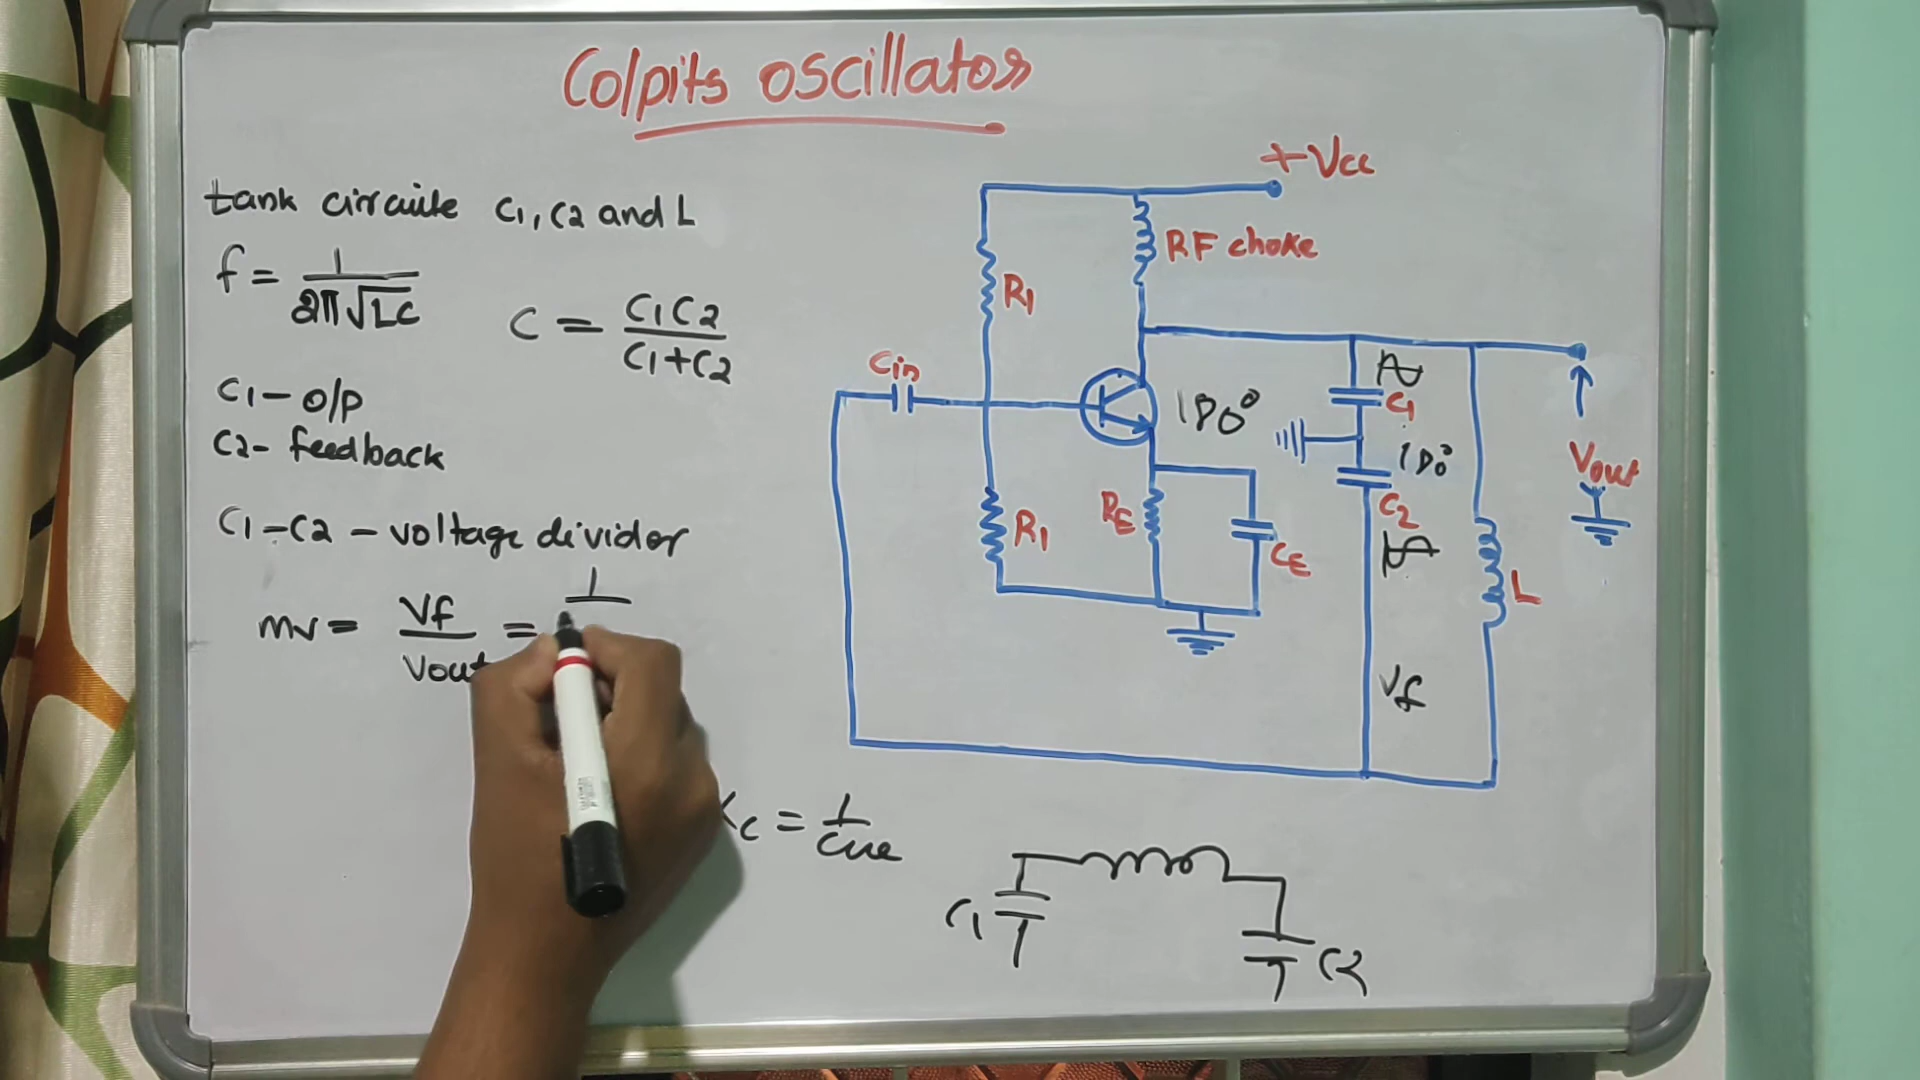 Colpits oscillator
tank circuite C1, C2 and L
f = 1 / 2π√LC
C = C1C2 / C1+C2
C1 - o/p
C2 - feedback
C1 - C2 - voltage divider
mv = Vf / Vout = 1
Xc = 1 /
+Vcc
RF choke
R1
Cin
180°
C1
180°
Vout
C2
R1
RE
CE
L
Vf
C1
C2